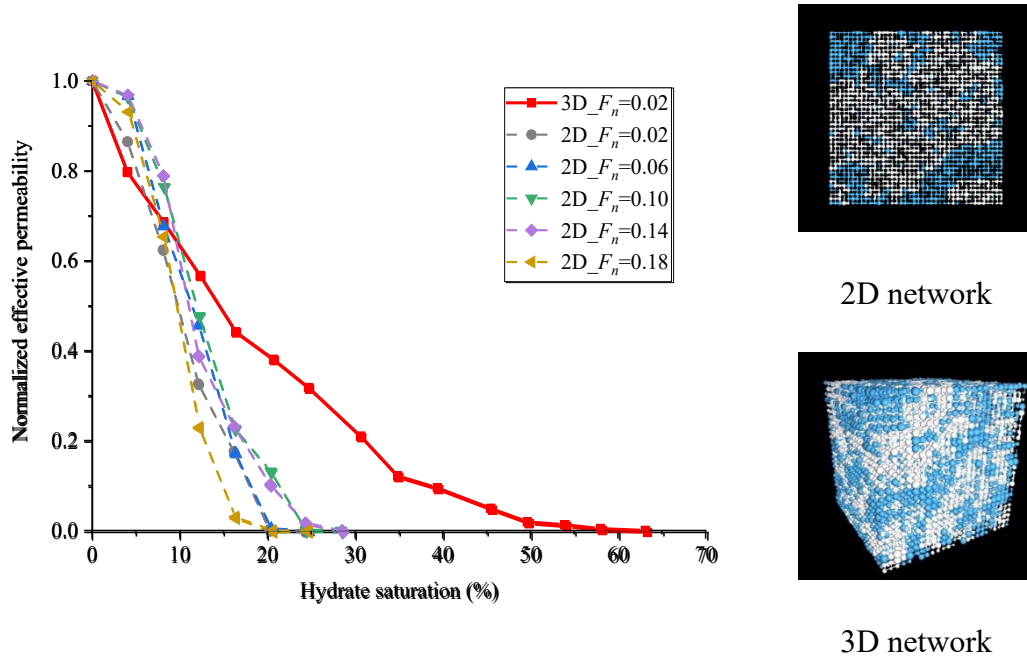 1.0
0.8
0.6
0.4
0.2
0.0
Normalized effective permeability
0
10
20
30
40
50
60
70
Hydrate saturation (%)
3D_Fn=0.02
2D_Fn=0.02
2D_Fn=0.06
2D_Fn=0.10
2D_Fn=0.14
2D_Fn=0.18
2D network
3D network